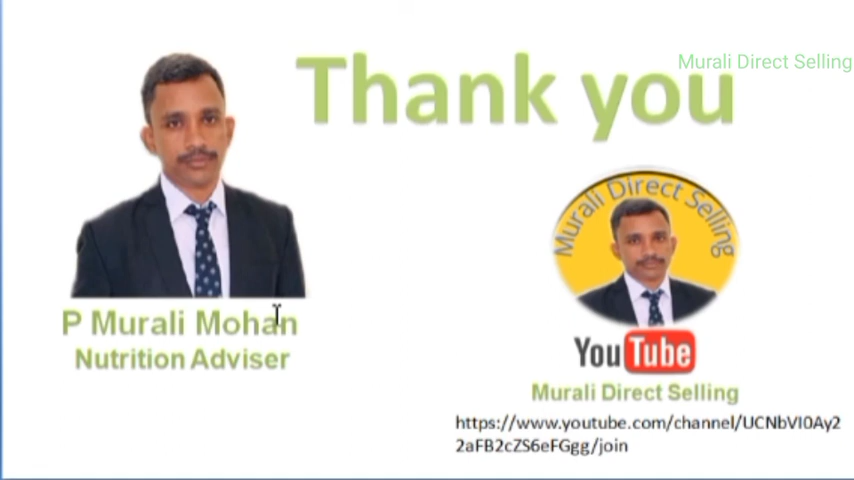 Murali Direct Selling
Thank you
Murali Direct Selling
P Murali Mohan
Nutrition Adviser
YouTube
Murali Direct Selling
https://www.youtube.com/channel/UCNbVI0Ay2
2aFB2cZS6eFGgg/join